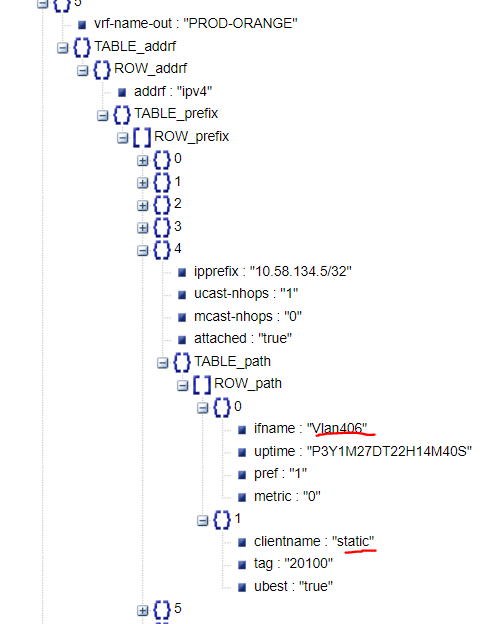 5
vrf-name-out : "PROD-ORANGE"
TABLE_addrf
ROW_addrf
addrf : "ipv4"
TABLE_prefix
ROW_prefix
0
1
2
3
4
ipprefix : "10.58.134.5/32"
ucast-nhops : "1"
mcast-nhops : "0"
attached : "true"
TABLE_path
ROW_path
0
ifname : "Vlan406"
uptime : "P3Y1M27DT22H14M40S"
pref : "1"
metric : "0"
1
clientname : "static"
tag : "20100"
ubest : "true"
5